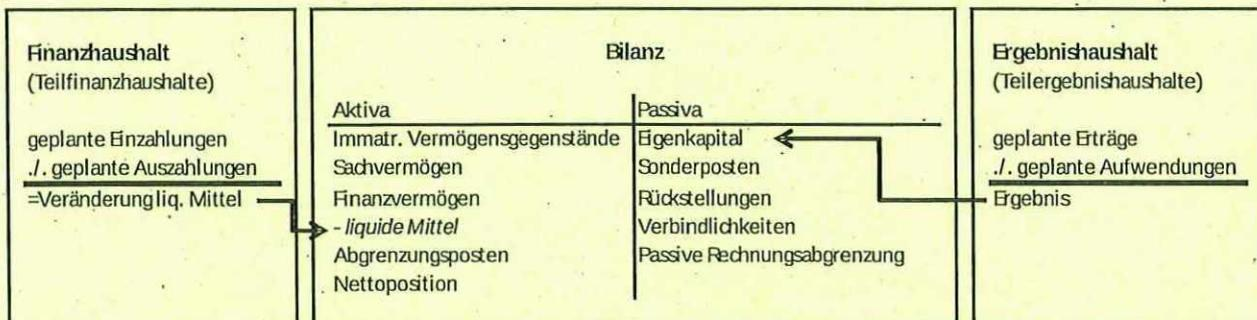 Finanzhaushalt
(Teilfinanzhaushalte)
geplante Einzahlungen
./. geplante Auszahlungen
=Veränderung liq. Mittel
Bilanz
Aktiva
Immatr. Vermögensgegenstände
Sachvermögen
Finanzvermögen
- liquide Mittel
Abgrenzungsposten
Nettoposition
Passiva
Eigenkapital
Sonderposten
Rückstellungen
Verbindlichkeiten
Passive Rechnungsabgrenzung
Ergebnishaushalt
(Teilergebnishaushalte)
geplante Erträge
./. geplante Aufwendungen
Ergebnis